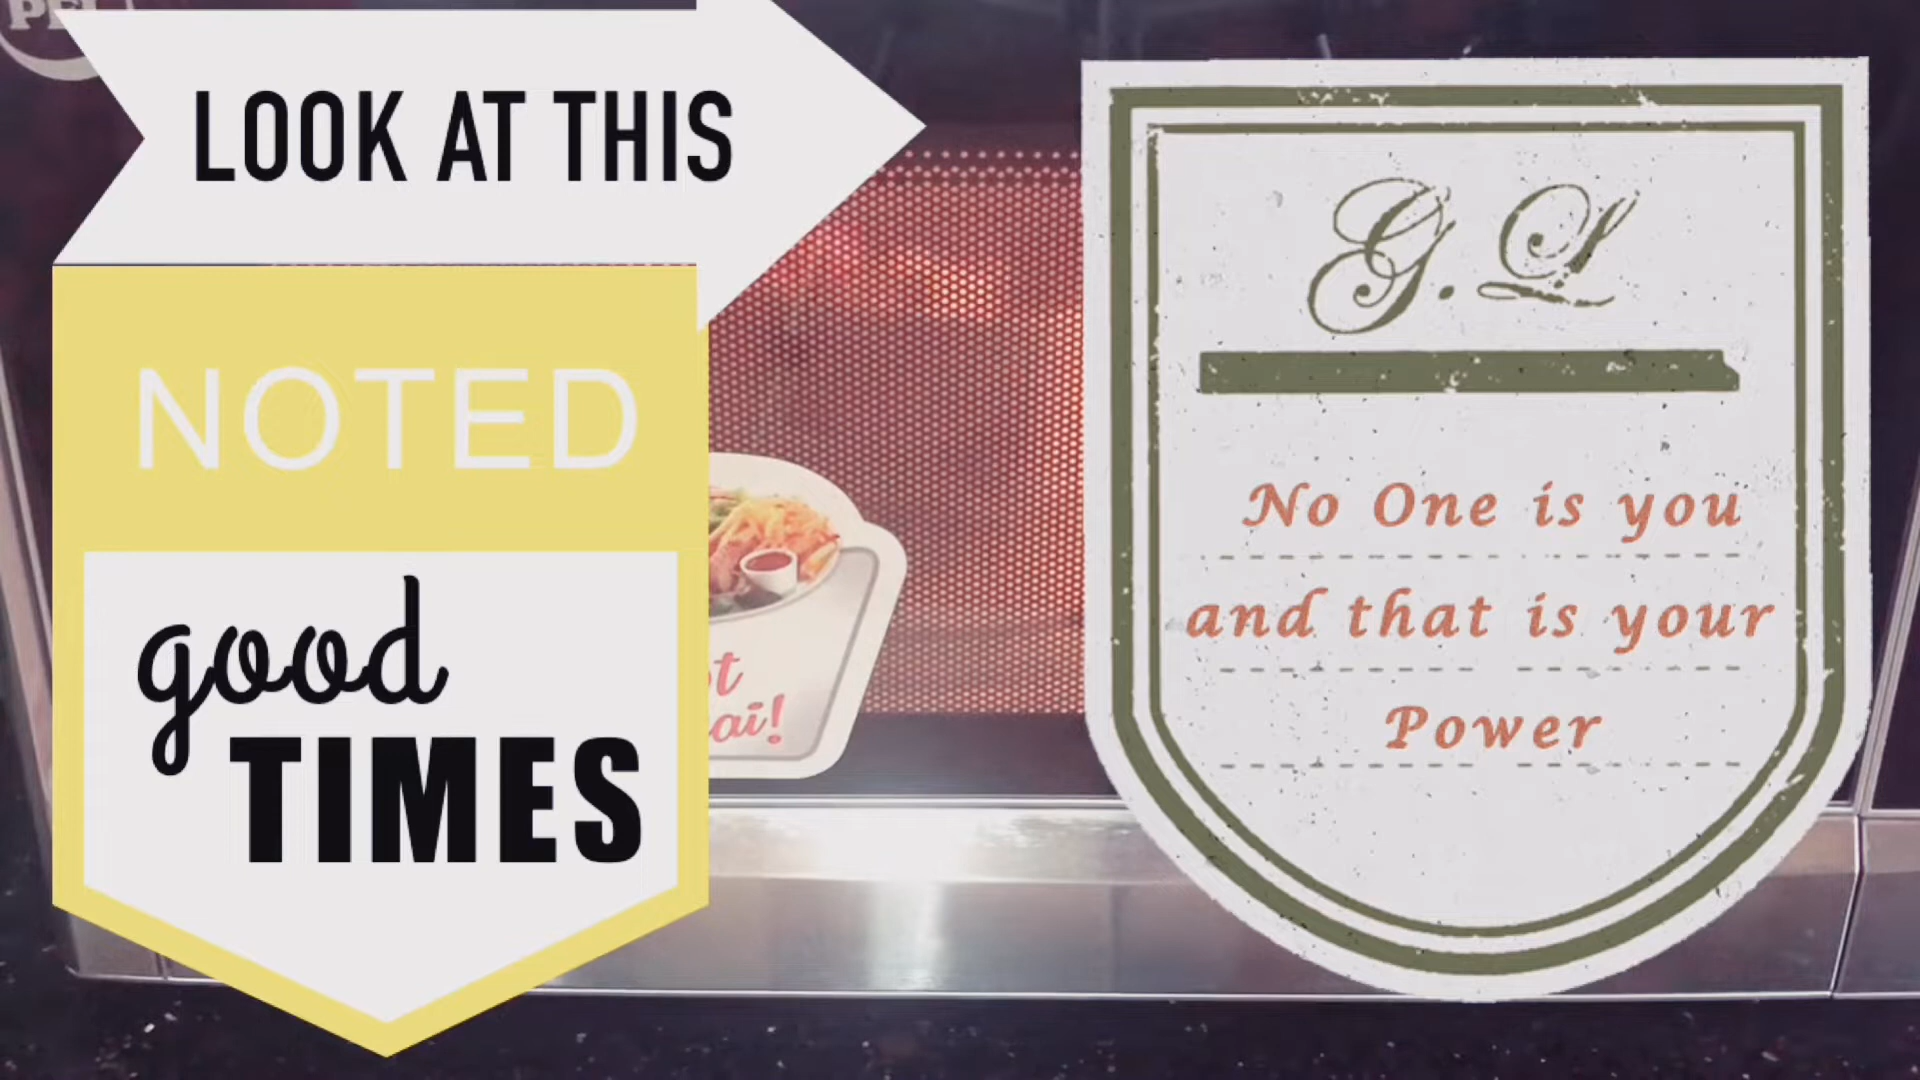 LOOK AT THIS
NOTED
good
TIMES
G.L
No One is you
and that is your
Power